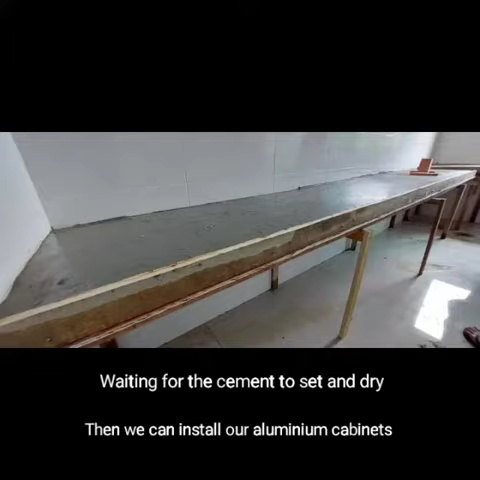 Waiting for the cement to set and dry
Then we can install our aluminium cabinets